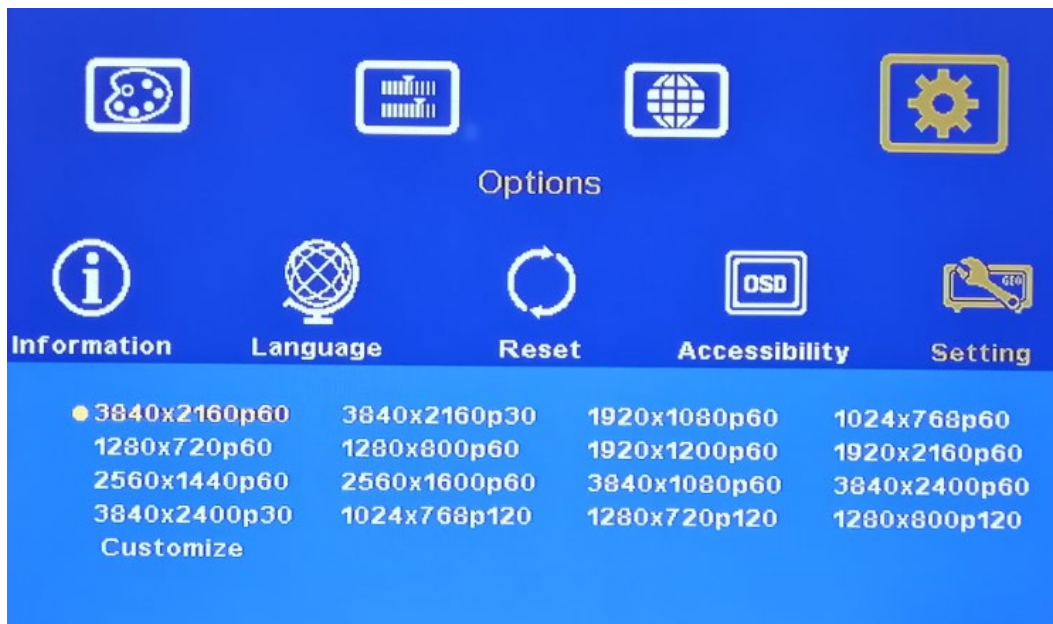 Options
OSD
GEO
Information Language Reset Accessibility Setting
3840x2160p60 3840x2160p30 1920x1080p60 1024x768p60
1280x720p60 1280x800p60 1920x1200p60 1920x2160p60
2560x1440p60 2560x1600p60 3840x1080p60 3840x2400p60
3840x2400p30 1024x768p120 1280x720p120 1280x800p120
Customize